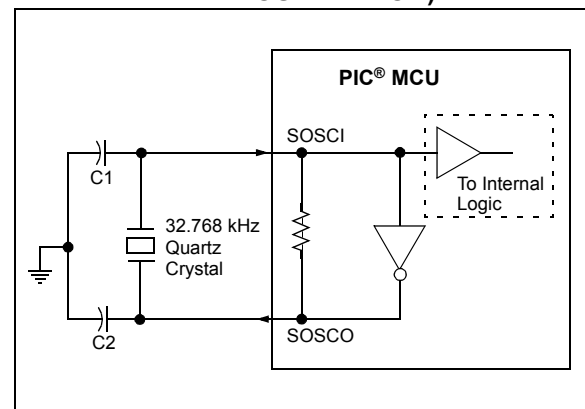 PIC® MCU
SOSCI
C1
To Internal
Logic
32.768 kHz
Quartz
Crystal
SOSCO
C2